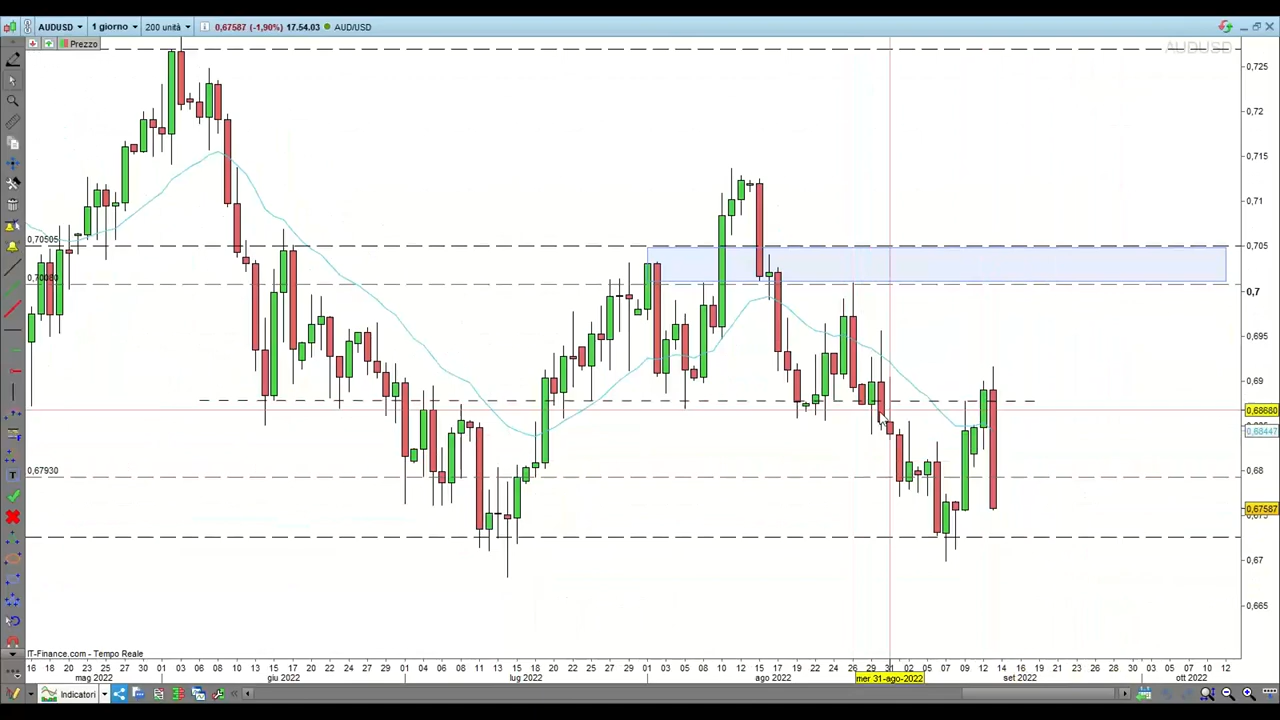 AUDUSD 1 giorno 200 unità 0,67587 (-1,90%) 17.54.03 AUD/USD
Prezzo
AUDUSD
0,725
0,72
0,715
0,71
0,70505
0,705
0,70080
0,7
0,695
0,69
0,68680
0,68447
0,67930
0,68
0,67587
0,67
0,665
IT-Finance.com - Tempo Reale
16 18 20 23 25 27 30 01 03 06 08 10 13 15 17 20 22 24 27 29 01 04 06 08 11 13 15 18 20 22 25 27 29 01 03 05 08 10 12 15 17 19 22 24 26 29 31 02 05 07 09 12 14 16 19 21 23 26 28 30 03 05 07 10 12
mag 2022 giu 2022 lug 2022 ago 2022 mer 31-ago-2022 set 2022 ott 2022
Indicatori